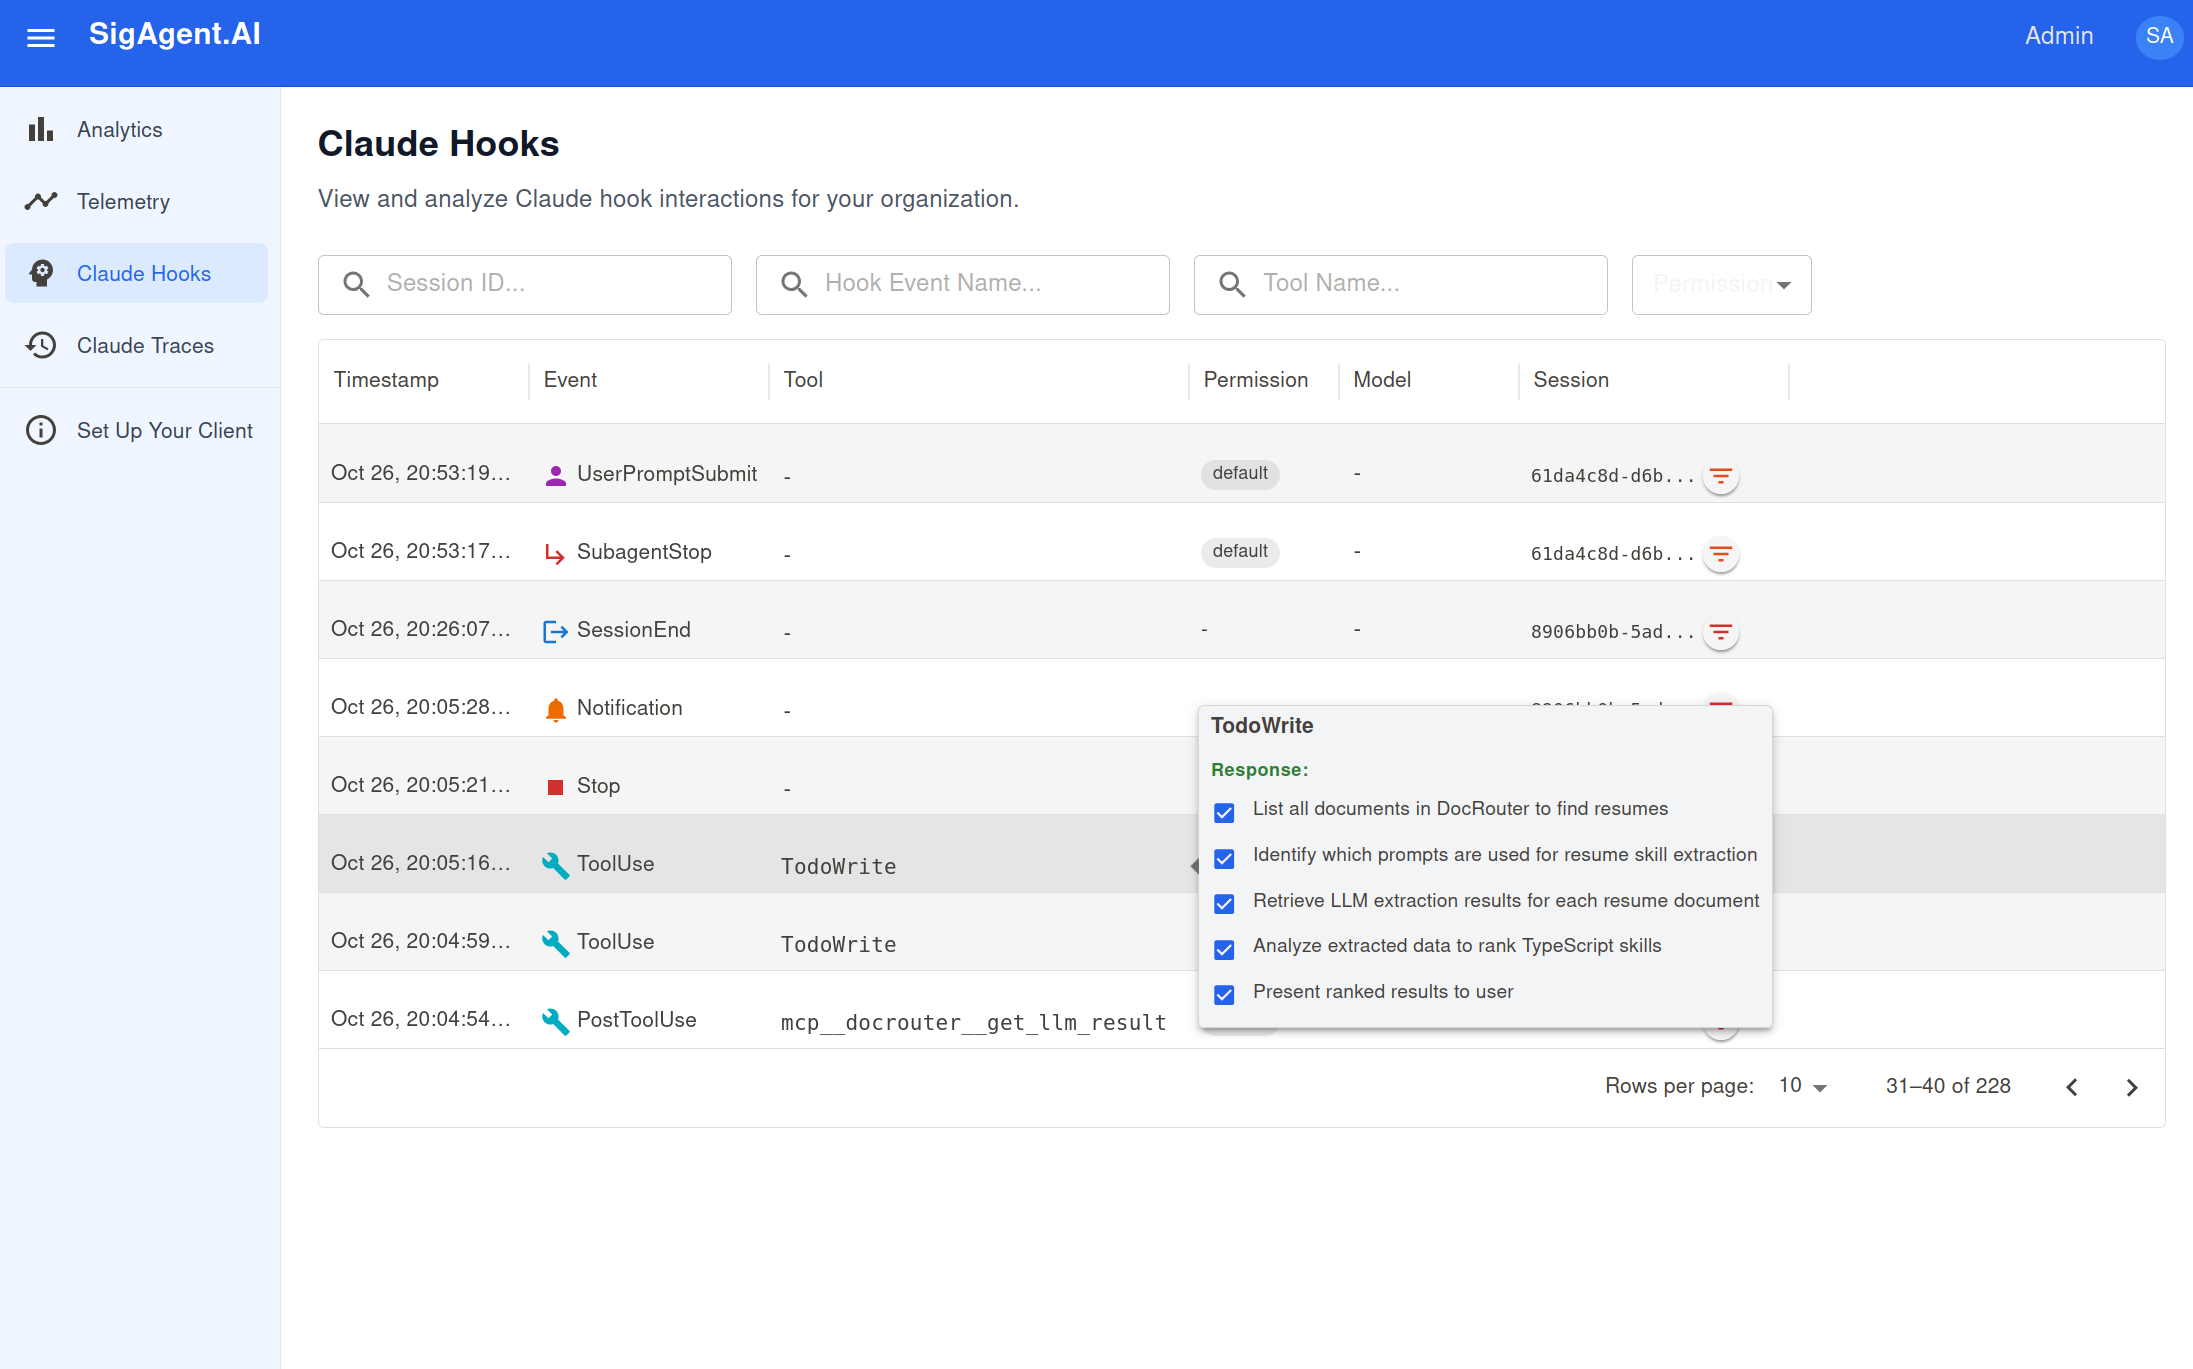 SigAgent.AI
Admin
SA
Analytics
Telemetry
Claude Hooks
Claude Traces
Set Up Your Client
Claude Hooks
View and analyze Claude hook interactions for your organization.
Session ID...
Hook Event Name...
Tool Name...
Permission
Timestamp Event Tool Permission Model Session
Oct 26, 20:53:19... UserPromptSubmit - default - 61da4c8d-d6b...
Oct 26, 20:53:17... SubagentStop - default - 61da4c8d-d6b...
Oct 26, 20:26:07... SessionEnd - - - 8906bb0b-5ad...
Oct 26, 20:05:28... Notification -
Oct 26, 20:05:21... Stop -
Oct 26, 20:05:16... ToolUse TodoWrite
Oct 26, 20:04:59... ToolUse TodoWrite
Oct 26, 20:04:54... PostToolUse mcp__docrouter__get_llm_result
TodoWrite
Response:
List all documents in DocRouter to find resumes
Identify which prompts are used for resume skill extraction
Retrieve LLM extraction results for each resume document
Analyze extracted data to rank TypeScript skills
Present ranked results to user
Rows per page: 10 31–40 of 228